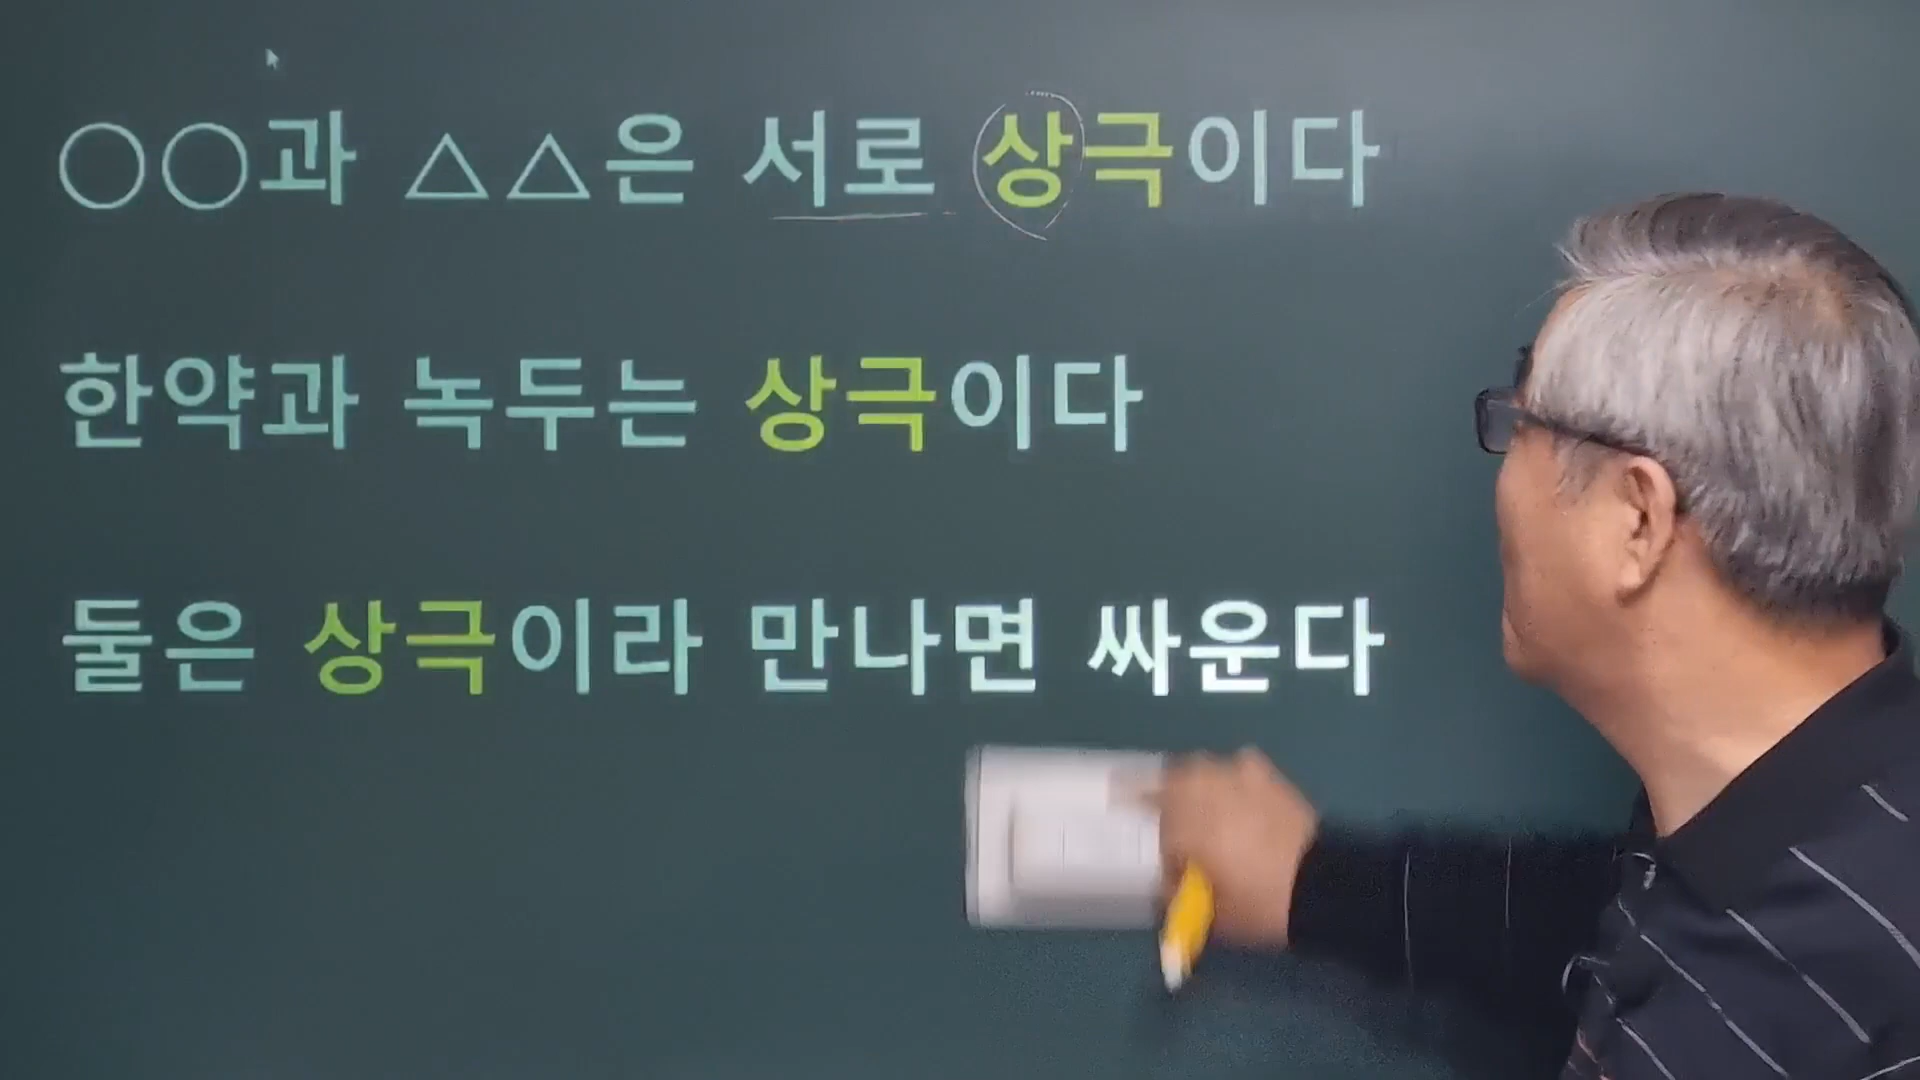 ○○과 △△은 서로 상극이다
한약과 녹두는 상극이다
둘은 상극이라 만나면 싸운다